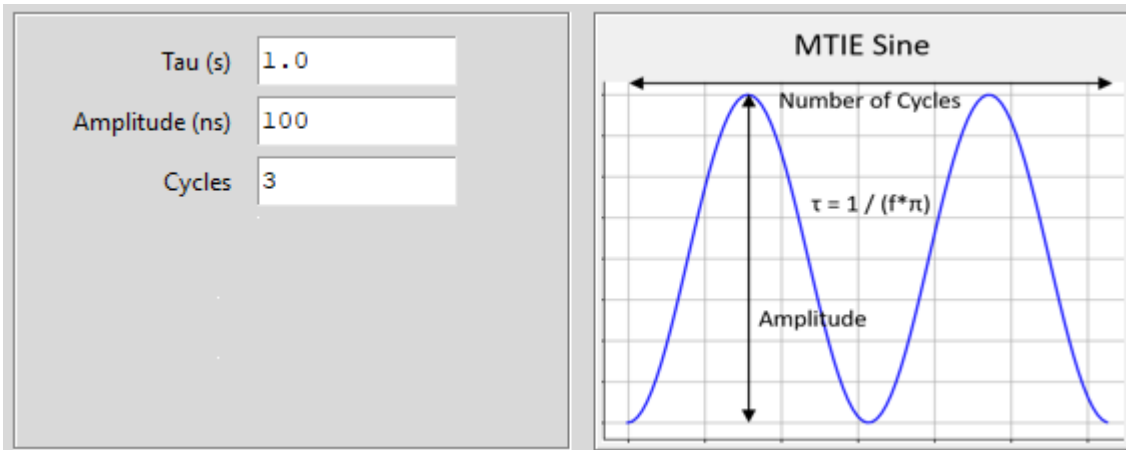 Tau (s) 1.0
Amplitude (ns) 100
Cycles 3
MTIE Sine
Number of Cycles
τ = 1 / (f*π)
Amplitude